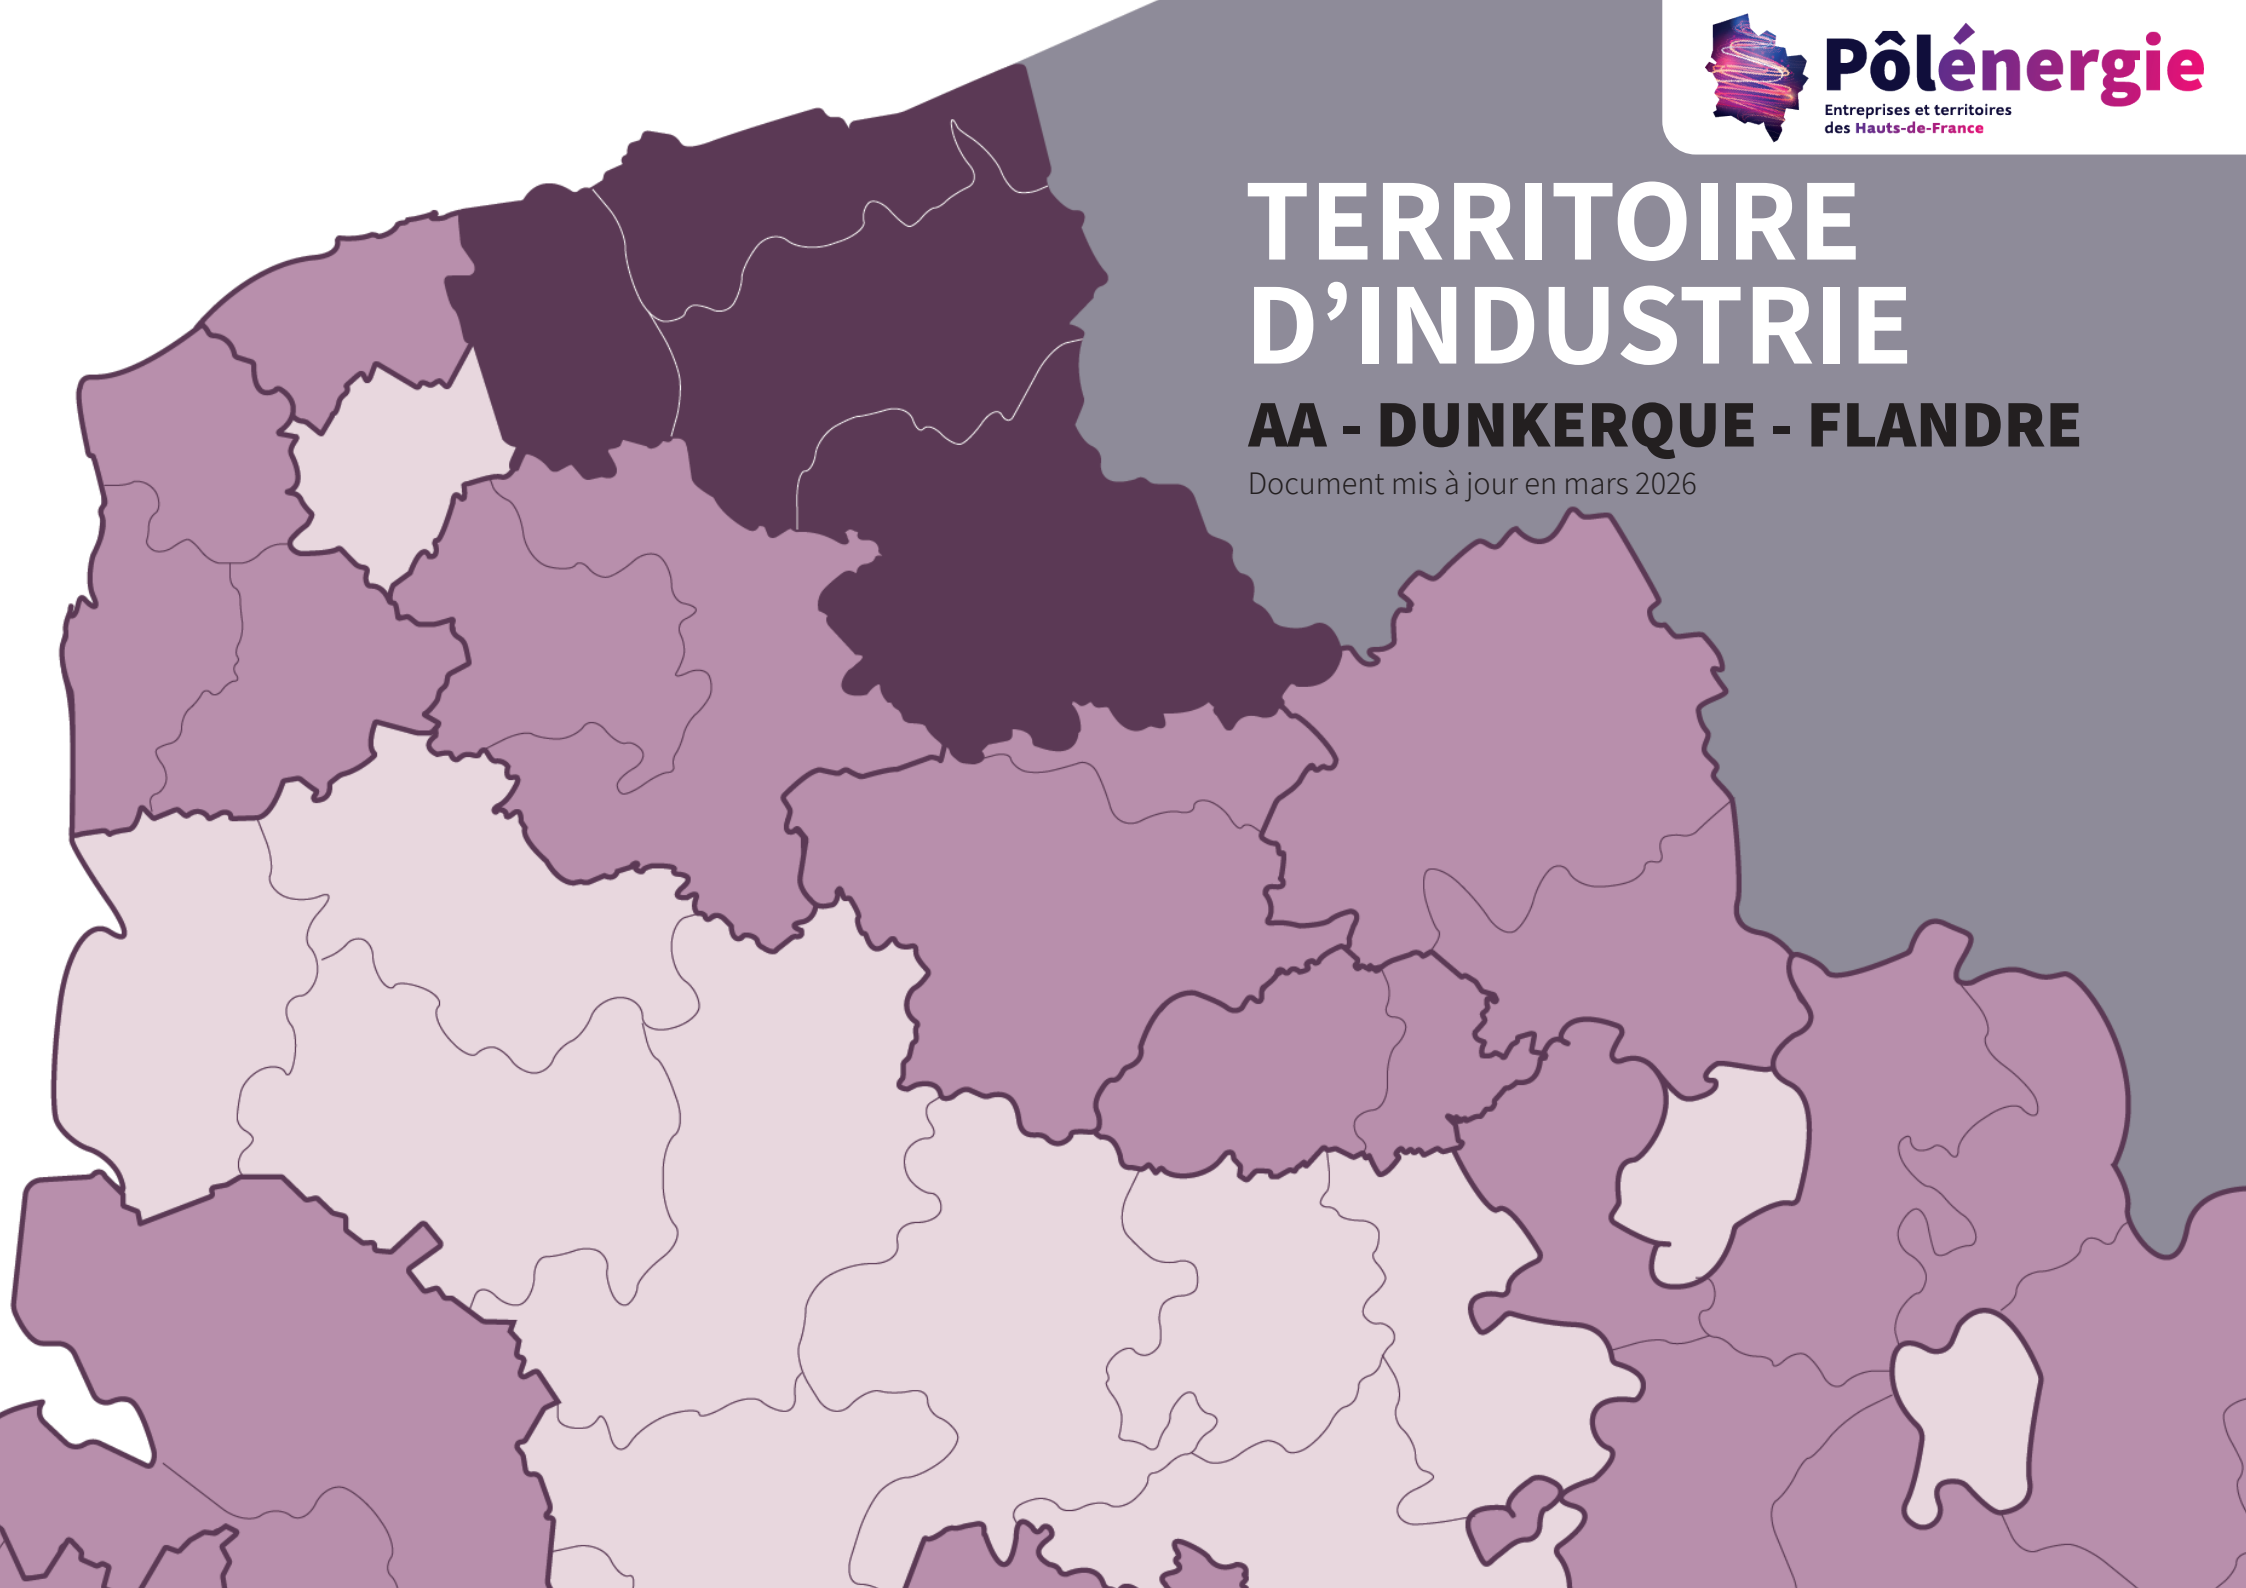 Pôlénergie
Entreprises et territoires
des Hauts-de-France
TERRITOIRE
D’INDUSTRIE
AA - DUNKERQUE - FLANDRE
Document mis à jour en mars 2026